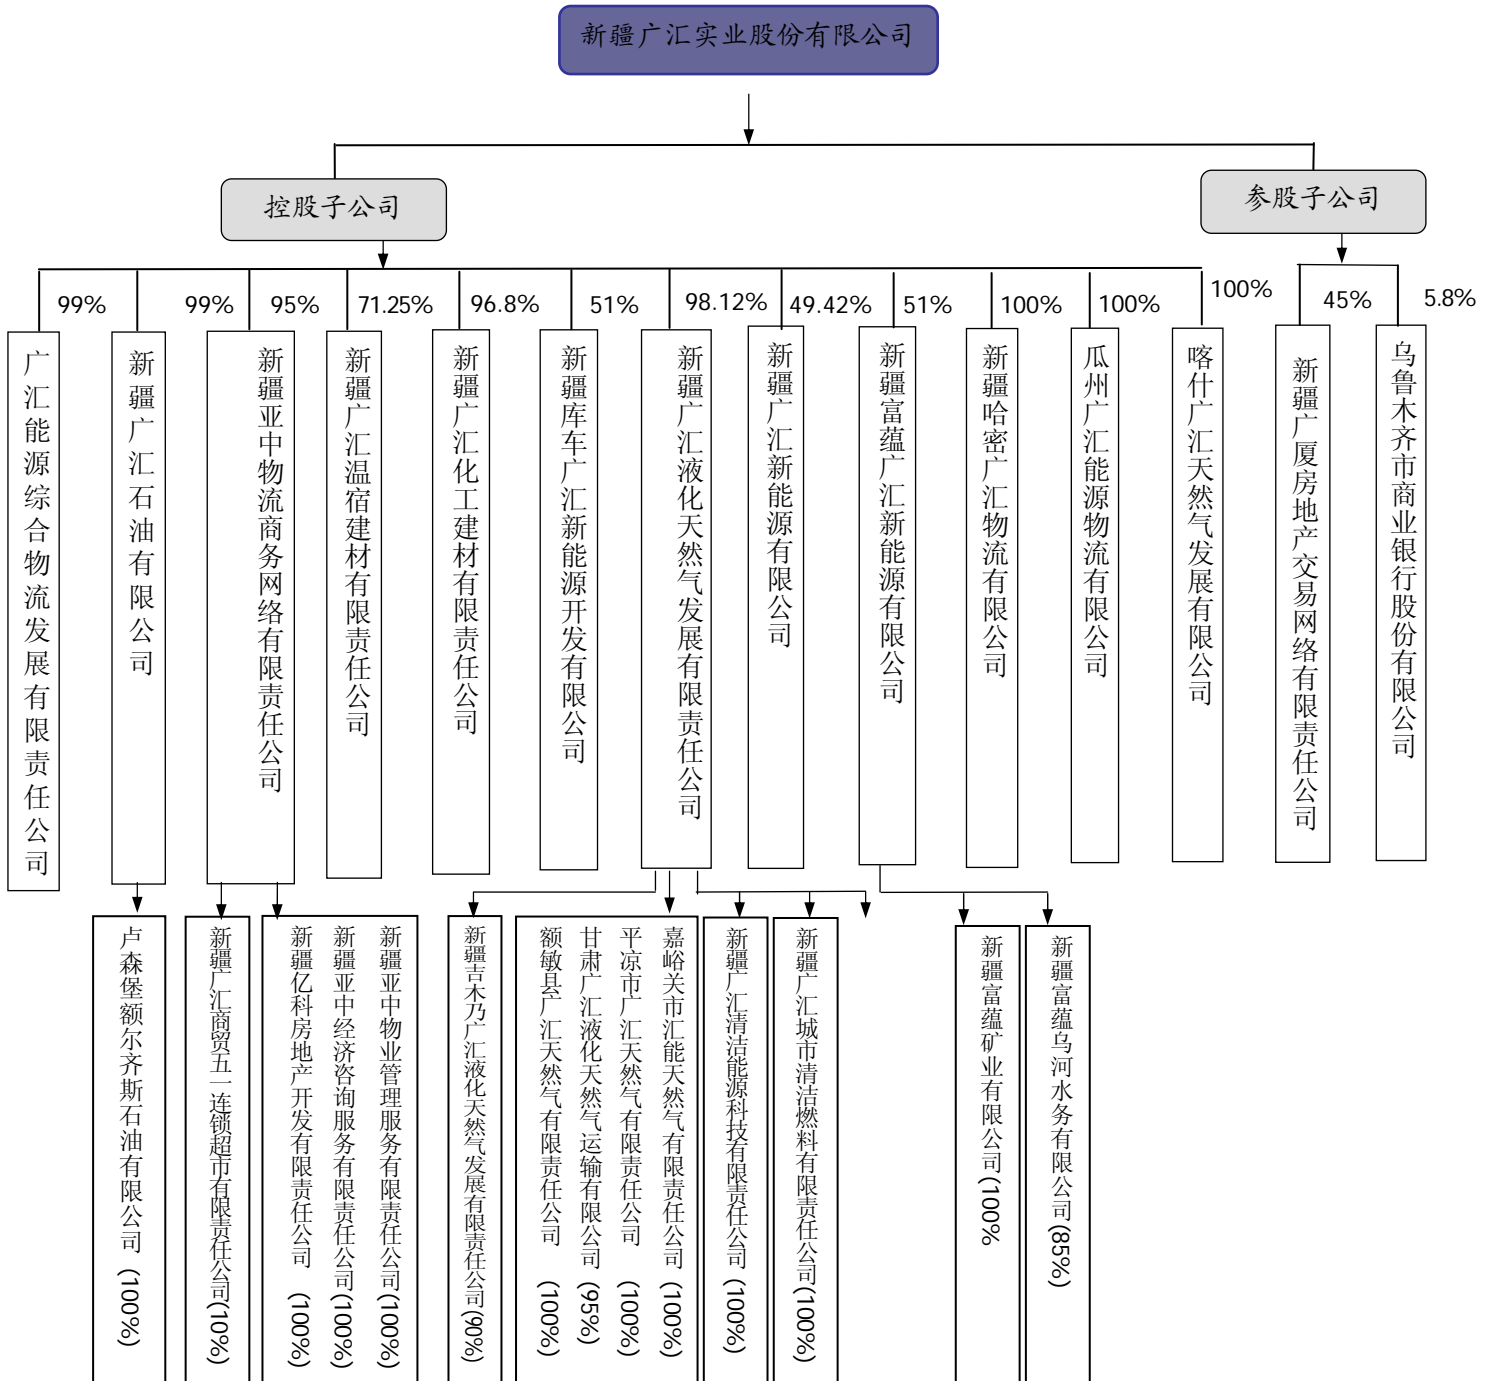 新疆广汇实业股份有限公司
控股子公司
参股子公司
99%
99%
95%
71.25%
96.8%
51%
98.12%
49.42%
51%
100%
100%
100%
45%
5.8%
广汇能源综合物流发展有限责任公司
新疆广汇石油有限公司
新疆亚中物流商务网络有限责任公司
新疆广汇温宿建材有限责任公司
新疆广汇化工建材有限责任公司
新疆库车广汇新能源开发有限公司
新疆广汇液化天然气发展有限责任公司
新疆广汇新能源有限公司
新疆富蕴广汇新能源有限公司
新疆哈密广汇物流有限公司
瓜州广汇能源物流有限公司
喀什广汇天然气发展有限公司
新疆广厦房地产交易网络有限责任公司
乌鲁木齐市商业银行股份有限公司
卢森堡额尔齐斯石油有限公司 (100%)
新疆广汇商贸五一连锁超市有限责任公司(10%)
新疆亿科房地产开发有限责任公司 (100%)
新疆亚中经济咨询服务有限责任公司(100%)
新疆亚中物业管理服务有限责任公司(100%)
新疆吉木乃广汇液化天然气发展有限责任公司(90%)
额敏县广汇天然气有限责任公司 (100%)
甘肃广汇液化天然气运输有限公司 (95%)
平凉市广汇天然气有限责任公司 (100%)
嘉峪关市汇能天然气有限责任公司 (100%)
新疆广汇清洁能源科技有限责任公司 (100%)
新疆广汇城市清洁燃料有限责任公司(100%)
新疆富蕴矿业有限公司(100%
新疆富蕴乌河水务有限公司(85%)